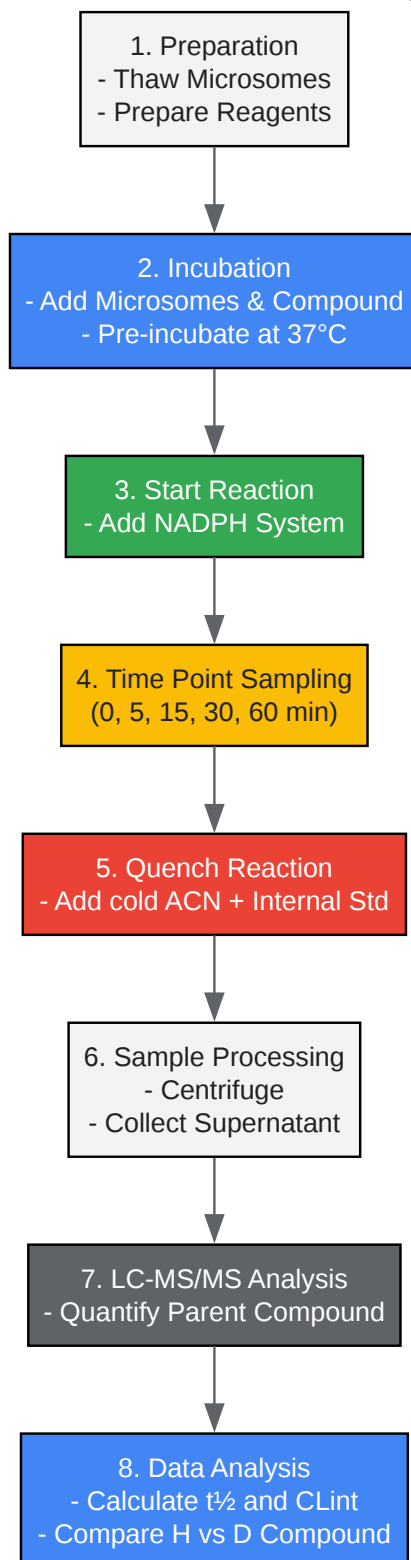 1. Preparation
- Thaw Microsomes
- Prepare Reagents
2. Incubation
- Add Microsomes & Compound
- Pre-incubate at 37°C
3. Start Reaction
- Add NADPH System
4. Time Point Sampling
(0, 5, 15, 30, 60 min)
5. Quench Reaction
- Add cold ACN + Internal Std
6. Sample Processing
- Centrifuge
- Collect Supernatant
7. LC-MS/MS Analysis
- Quantify Parent Compound
8. Data Analysis
- Calculate t½ and CLint
- Compare H vs D Compound